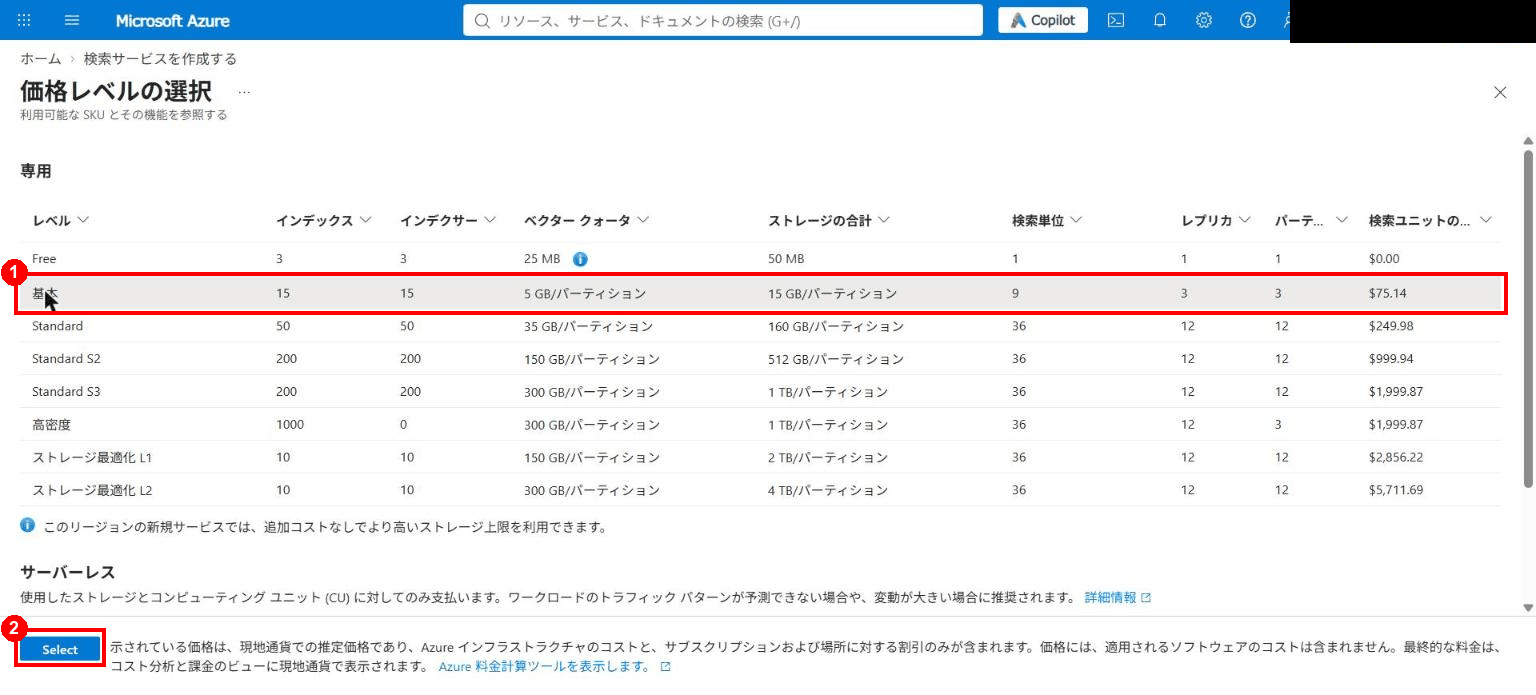 Microsoft Azure
リソース、サービス、ドキュメントの検索 (G+/)
Copilot
ホーム > 検索サービスを作成する
価格レベルの選択 ...
利用可能な SKU とその機能を参照する
専用
レベル インデックス インデクサー ベクター クォータ ストレージの合計 検索単位 レプリカ パーテ... 検索ユニットの...
Free 3 3 25 MB 50 MB 1 1 1 $0.00
1
基本 15 15 5 GB/パーティション 15 GB/パーティション 9 3 3 $75.14
Standard 50 50 35 GB/パーティション 160 GB/パーティション 36 12 12 $249.98
Standard S2 200 200 150 GB/パーティション 512 GB/パーティション 36 12 12 $999.94
Standard S3 200 200 300 GB/パーティション 1 TB/パーティション 36 12 12 $1,999.87
高密度 1000 0 300 GB/パーティション 1 TB/パーティション 36 12 3 $1,999.87
ストレージ最適化 L1 10 10 150 GB/パーティション 2 TB/パーティション 36 12 12 $2,856.22
ストレージ最適化 L2 10 10 300 GB/パーティション 4 TB/パーティション 36 12 12 $5,711.69
このリージョンの新規サービスでは、追加コストなしでより高いストレージ上限を利用できます。
サーバーレス
使用したストレージとコンピューティング ユニット (CU) に対してのみ支払います。ワークロードのトラフィック パターンが予測できない場合や、変動が大きい場合に推奨されます。 詳細情報
2
Select
示されている価格は、現地通貨での推定価格であり、Azure インフラストラクチャのコストと、サブスクリプションおよび場所に対する割引のみが含まれます。価格には、適用されるソフトウェアのコストは含まれません。最終的な料金は、
コスト分析と課金のビューに現地通貨で表示されます。 Azure 料金計算ツールを表示します。